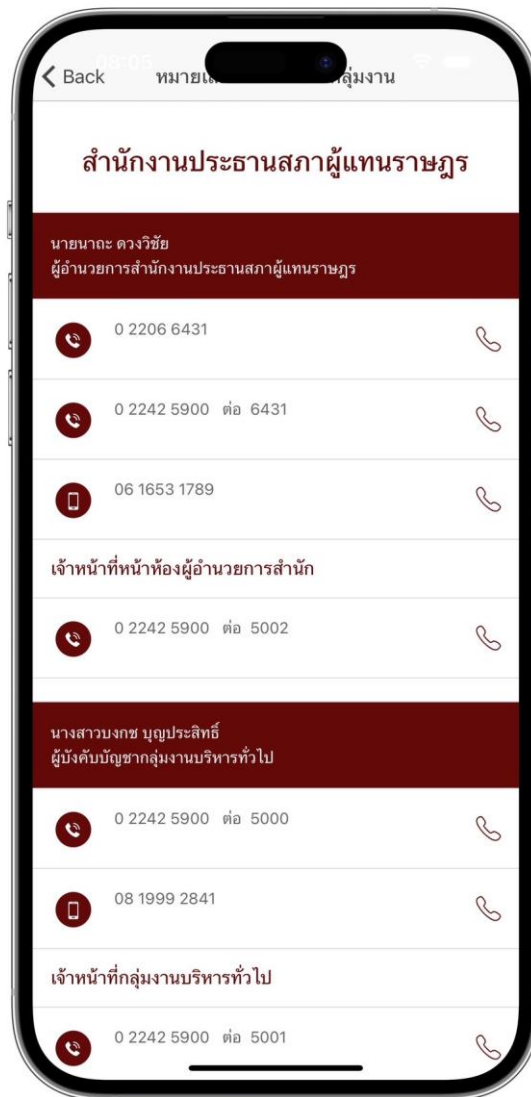 Back
สำนักงานประธานสภาผู้แทนราษฎร
นายนาถะ ดวงวิชัย
ผู้อำนวยการสำนักงานประธานสภาผู้แทนราษฎร
0 2206 6431
0 2242 5900 ต่อ 6431
06 1653 1789
เจ้าหน้าที่หน้าห้องผู้อำนวยการสำนัก
0 2242 5900 ต่อ 5002
นางสาวบงกช บุญประสิทธิ์
ผู้บังคับบัญชากลุ่มงานบริหารทั่วไป
0 2242 5900 ต่อ 5000
08 1999 2841
เจ้าหน้าที่กลุ่มงานบริหารทั่วไป
0 2242 5900 ต่อ 5001